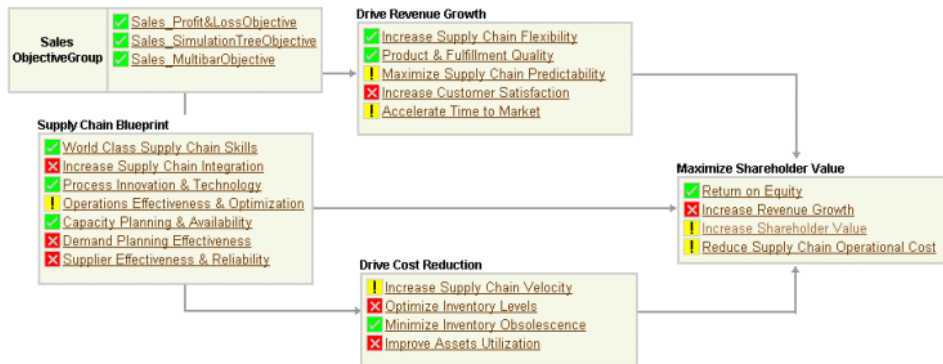 Sales
ObjectiveGroup
Sales_Profit&LossObjective
Sales_SimulationTreeObjective
Sales_MultibarObjective
Drive Revenue Growth
Increase Supply Chain Flexibility
Product & Fulfillment Quality
Maximize Supply Chain Predictability
Increase Customer Satisfaction
Accelerate Time to Market
Supply Chain Blueprint
World Class Supply Chain Skills
Increase Supply Chain Integration
Process Innovation & Technology
Operations Effectiveness & Optimization
Capacity Planning & Availability
Demand Planning Effectiveness
Supplier Effectiveness & Reliability
Maximize Shareholder Value
Return on Equity
Increase Revenue Growth
Increase Shareholder Value
Reduce Supply Chain Operational Cost
Drive Cost Reduction
Increase Supply Chain Velocity
Optimize Inventory Levels
Minimize Inventory Obsolescence
Improve Assets Utilization